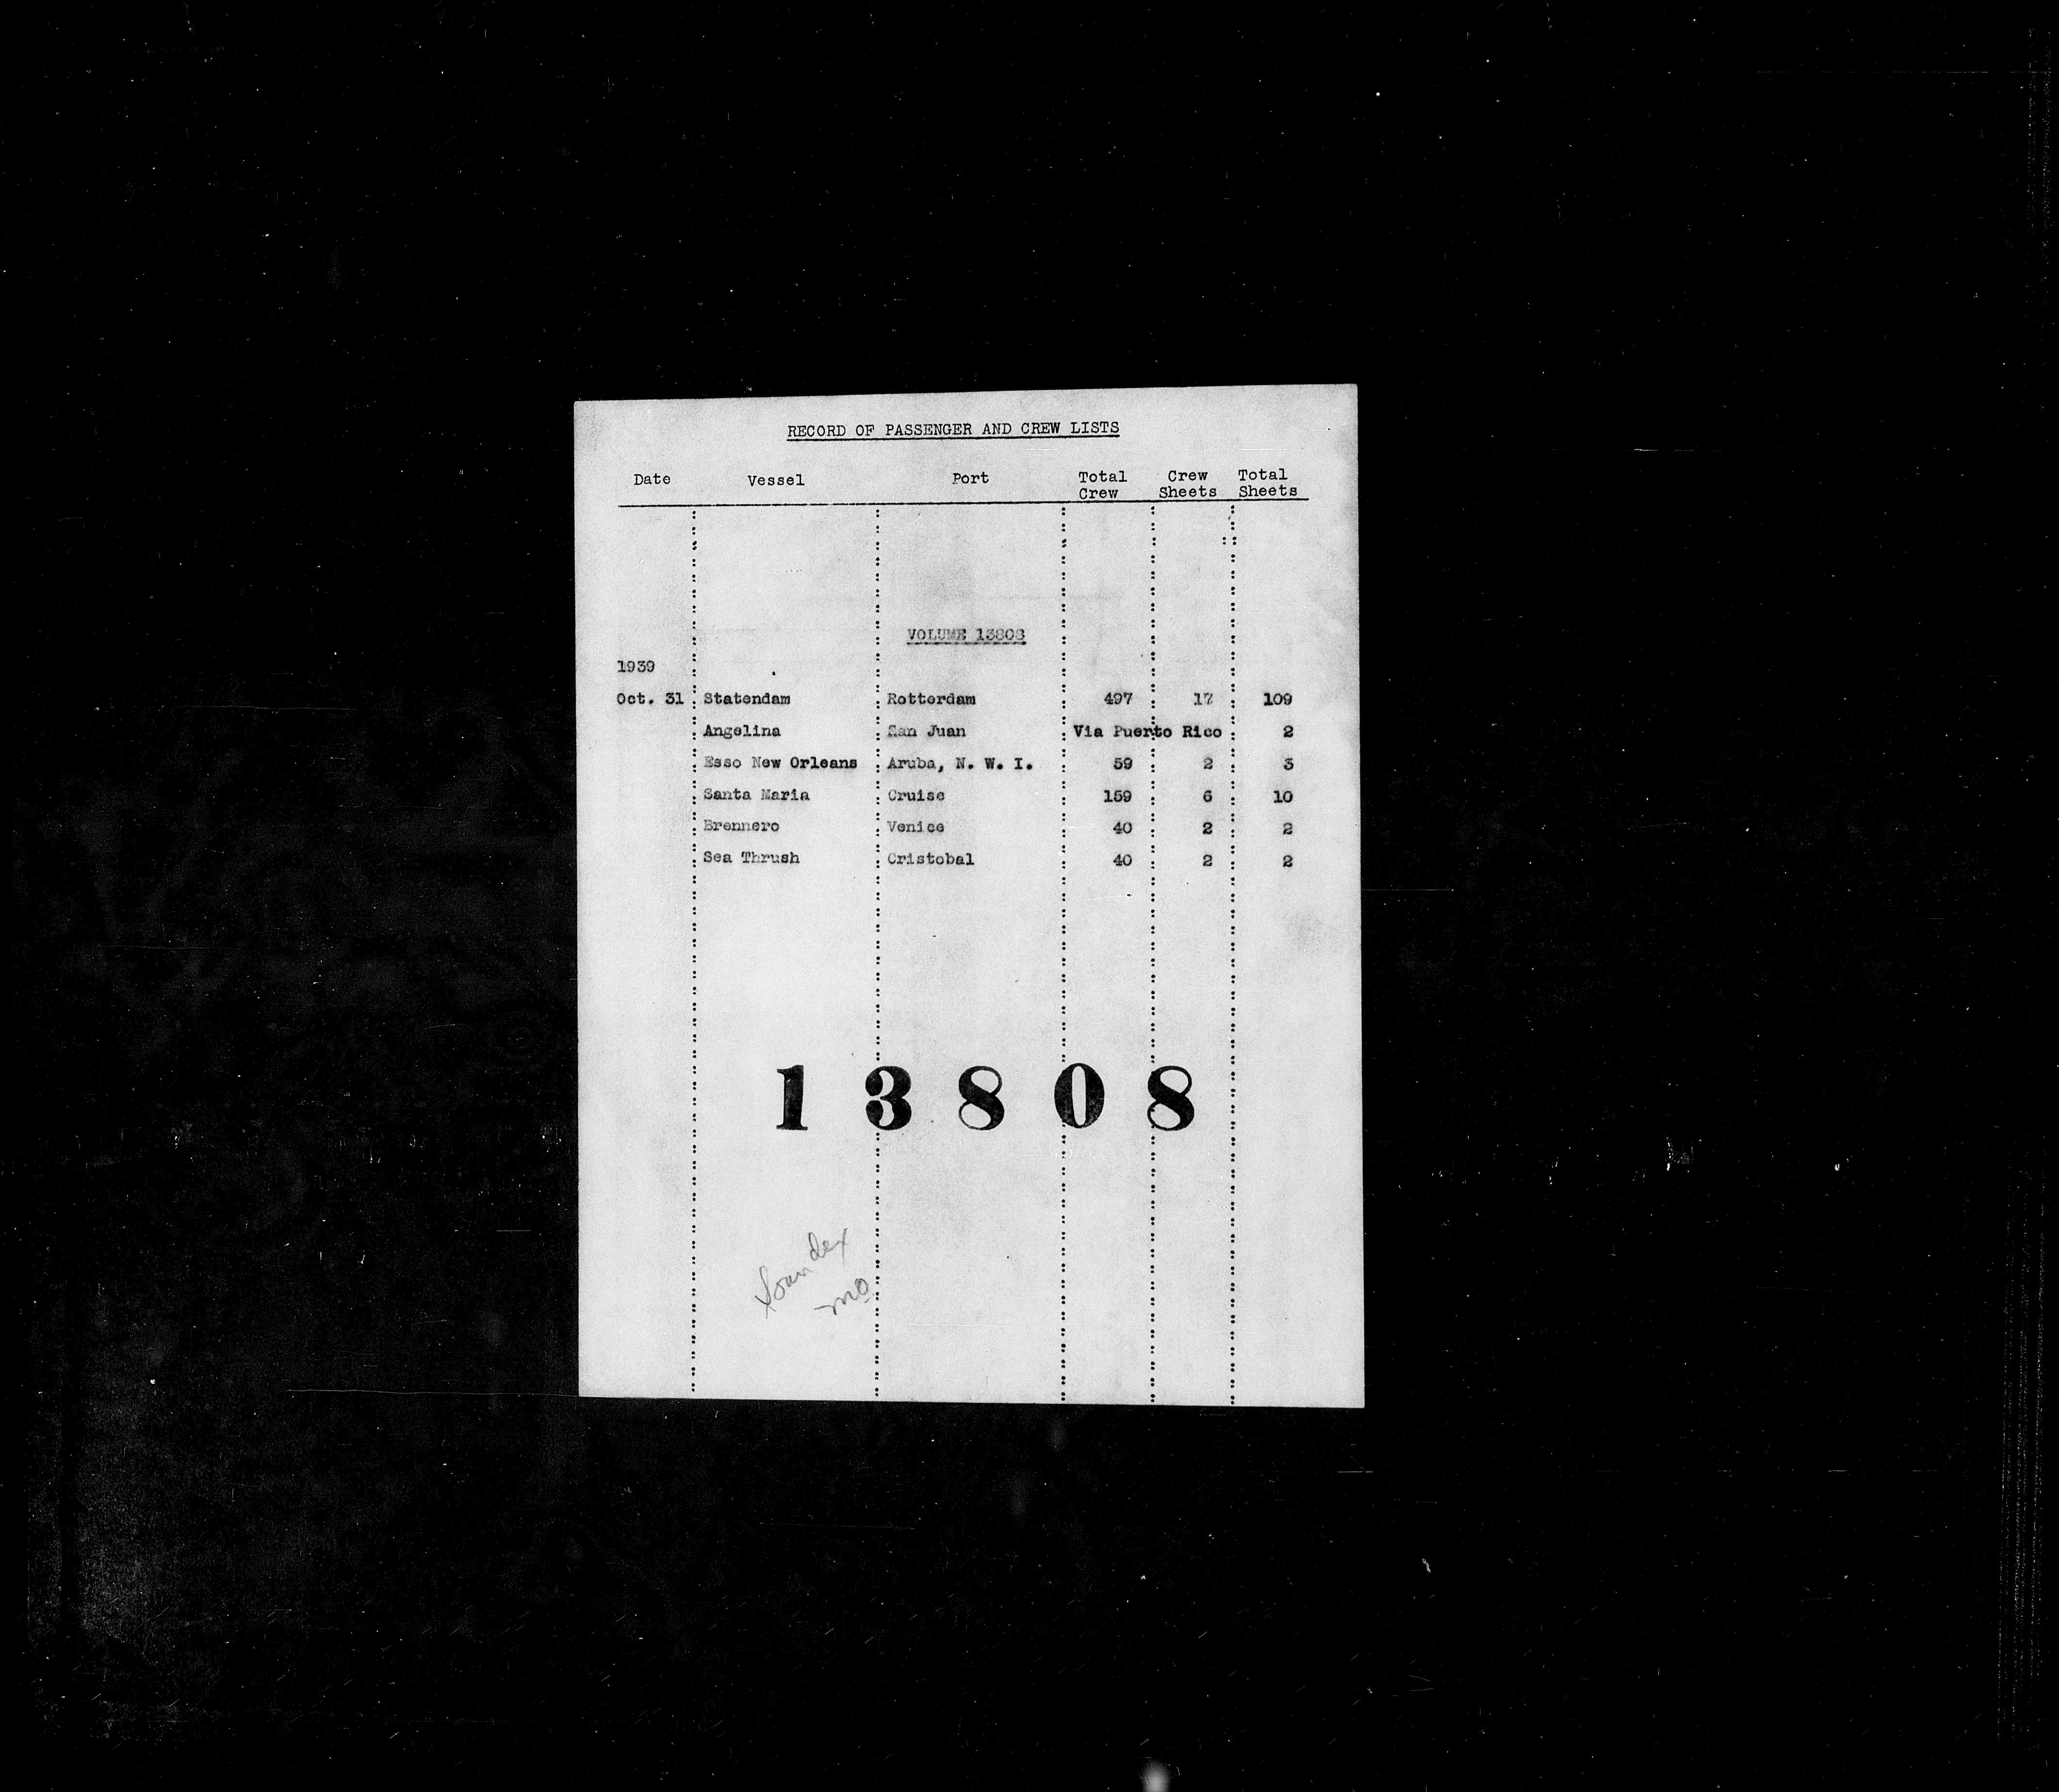 RECORD OF PASSENGER AND CREW LISTS
Date Vessel Port Total Crew Crew Sheets Total Sheets
VOLUME 13808
1939
Oct. 31 Statendam Rotterdam 497 17 109
Angelina San Juan Via Puerto Rico 2
Esso New Orleans Aruba, N. W. I. 59 2 3
Santa Maria Cruise 159 6 10
Brennero Venice 40 2 2
Sea Thrush Cristobal 40 2 2
13808
Soundex